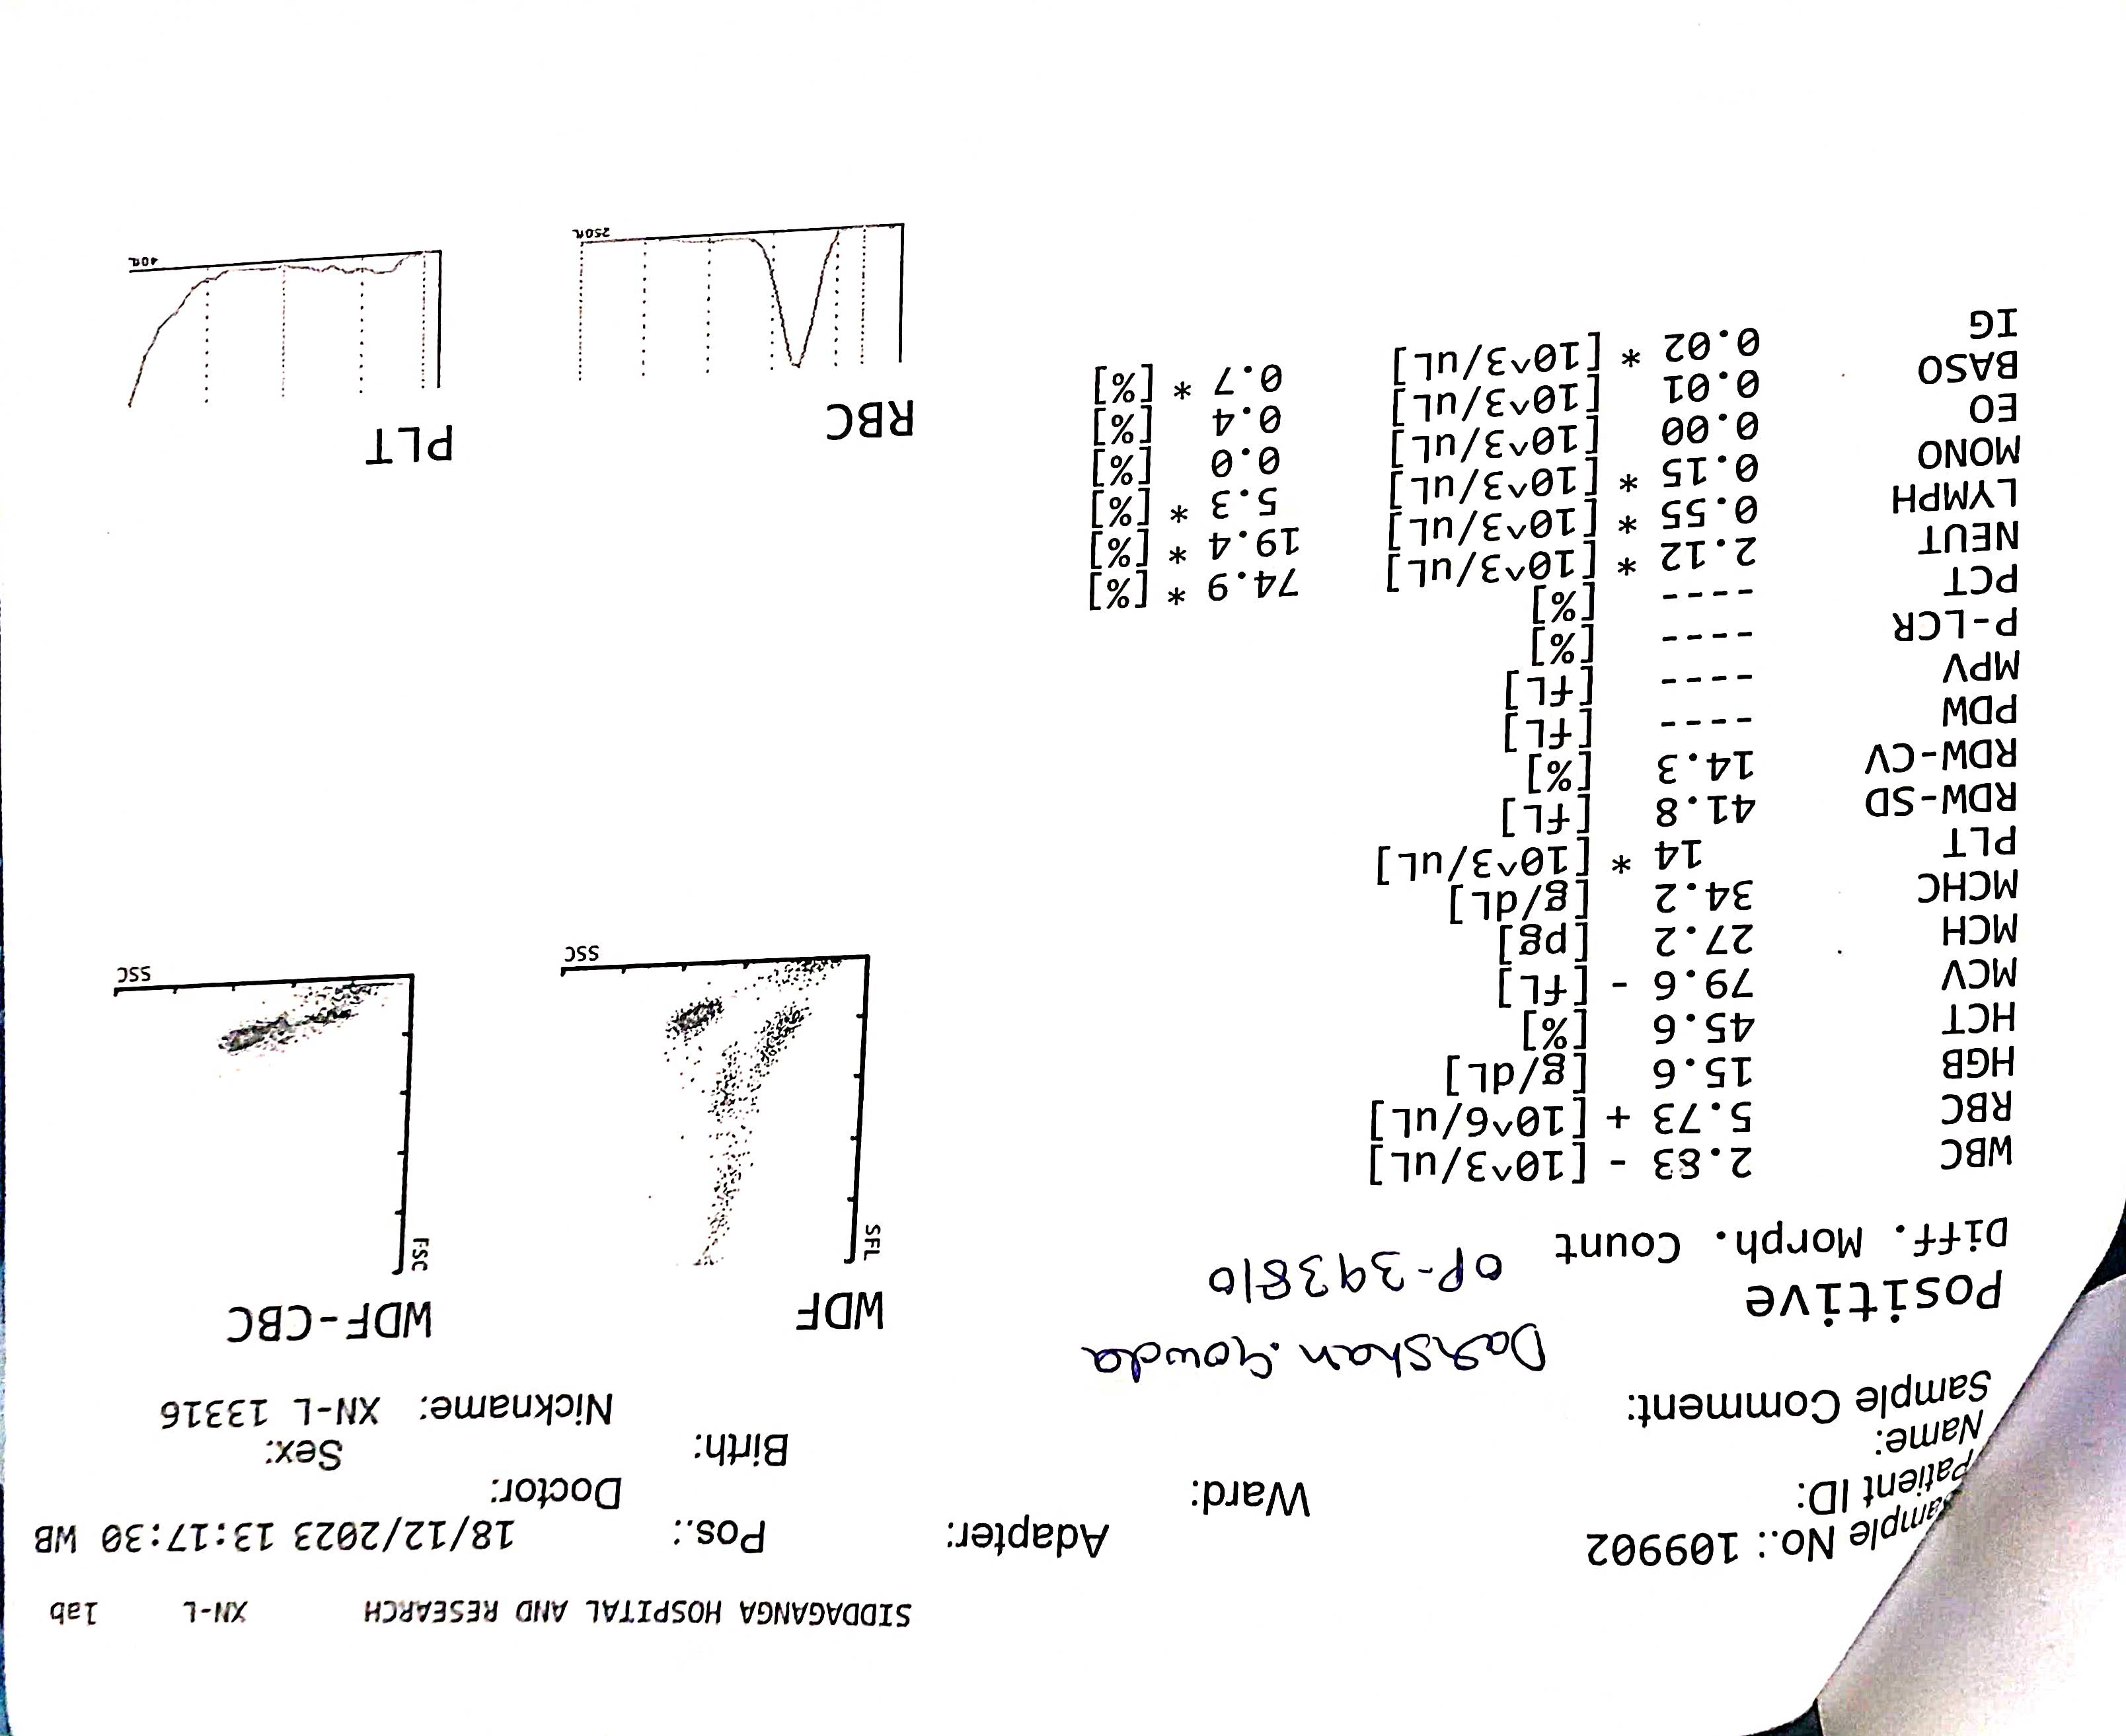 SIDDAGANGA HOSPITAL AND RESEARCH XN-L lab
Sample No.: 109902 Adapter: Pos.: 18/12/2023 13:17:30 WB
Patient ID: Ward: Doctor:
Name: Birth: Sex:
Sample Comment: Nickname: XN-L 13316
Darshan.Gowda
OP-393810
Positive
Diff. Morph. Count
WBC 2.83 - [10^3/uL]
RBC 5.73 + [10^6/uL]
HGB 15.6 [g/dL]
HCT 45.6 [%]
MCV 79.6 - [fL]
MCH 27.2 [pg]
MCHC 34.2 [g/dL]
PLT 14 * [10^3/uL]
RDW-SD 41.8 [fL]
RDW-CV 14.3 [%]
PDW ---- [fL]
MPV ---- [fL]
P-LCR ---- [%]
PCT ---- [%]
NEUT 2.12 * [10^3/uL] 74.9 * [%]
LYMPH 0.55 * [10^3/uL] 19.4 * [%]
MONO 0.15 * [10^3/uL] 5.3 * [%]
EO 0.00 [10^3/uL] 0.0 [%]
BASO 0.01 [10^3/uL] 0.4 [%]
IG 0.02 * [10^3/uL] 0.7 * [%]
WDF WDF-CBC
SFL FSC
SSC SSC
RBC PLT
250fL 40fL